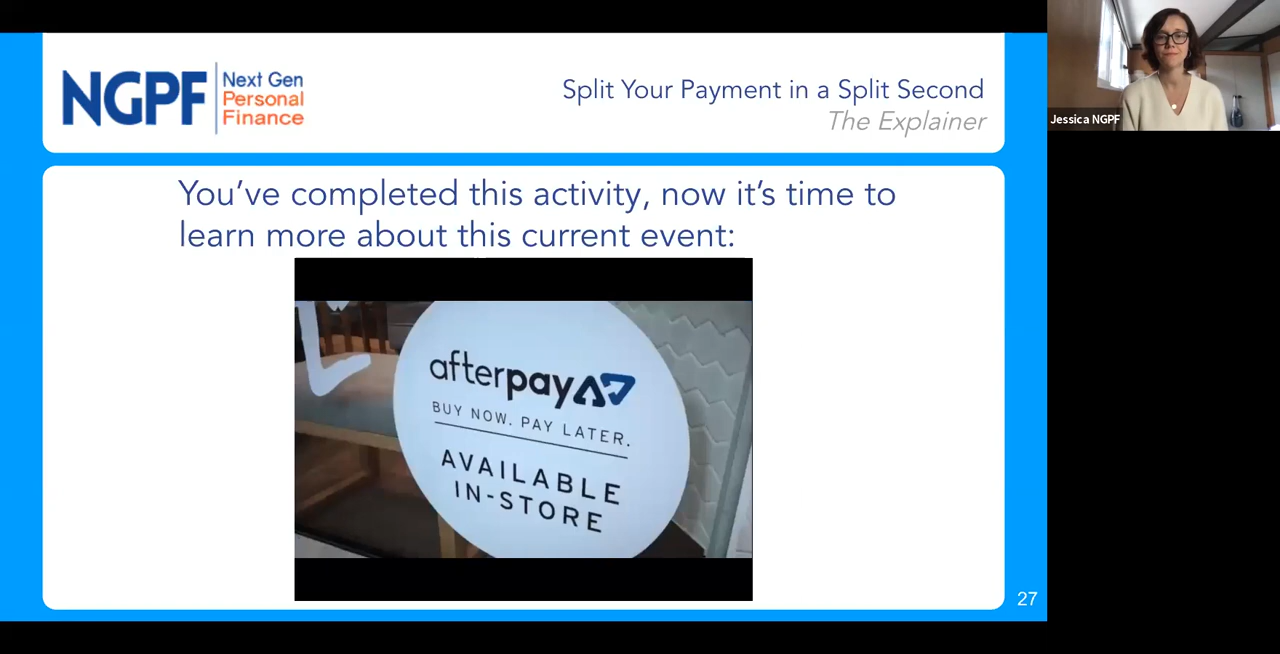 NGPF
Next Gen
Personal
Finance
Split Your Payment in a Split Second
The Explainer
Jessica NGPF
You've completed this activity, now it's time to
learn more about this current event:
afterpay
BUY NOW. PAY LATER.
AVAILABLE
IN-STORE
27